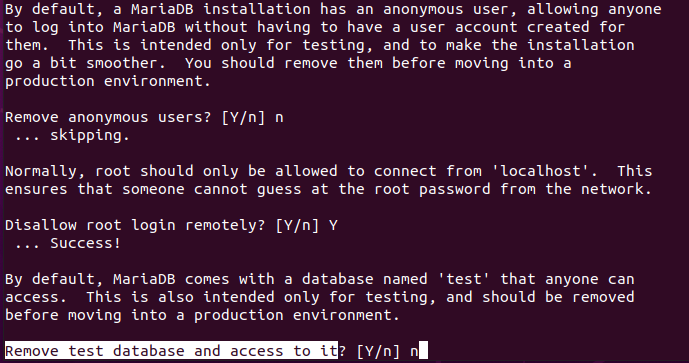 By default, a MariaDB installation has an anonymous user, allowing anyone
to log into MariaDB without having to have a user account created for
them.  This is intended only for testing, and to make the installation
go a bit smoother.  You should remove them before moving into a
production environment.

Remove anonymous users? [Y/n] n
 ... skipping.

Normally, root should only be allowed to connect from 'localhost'.  This
ensures that someone cannot guess at the root password from the network.

Disallow root login remotely? [Y/n] Y
 ... Success!

By default, MariaDB comes with a database named 'test' that anyone can
access.  This is also intended only for testing, and should be removed
before moving into a production environment.

Remove test database and access to it? [Y/n] n